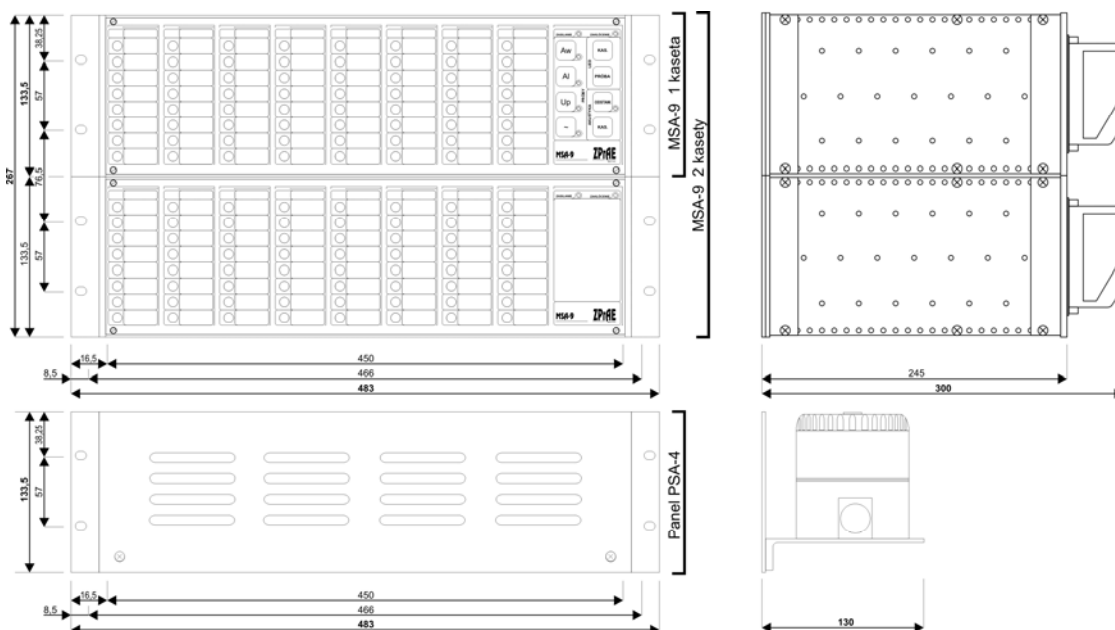 38,25
57
133,5
267
76,5
133,5
57
Aw
KAS.
Al
PRÓBA
Up
ODSTAW.
~
KAS.
MSA-9
ZPrAE
MSA-9
ZPrAE
MSA-9 1 kaseta
MSA-9 2 kasety
16,5
450
8,5
466
483
245
300
38,25
133,5
57
Panel PSA-4
16,5
450
8,5
466
483
130